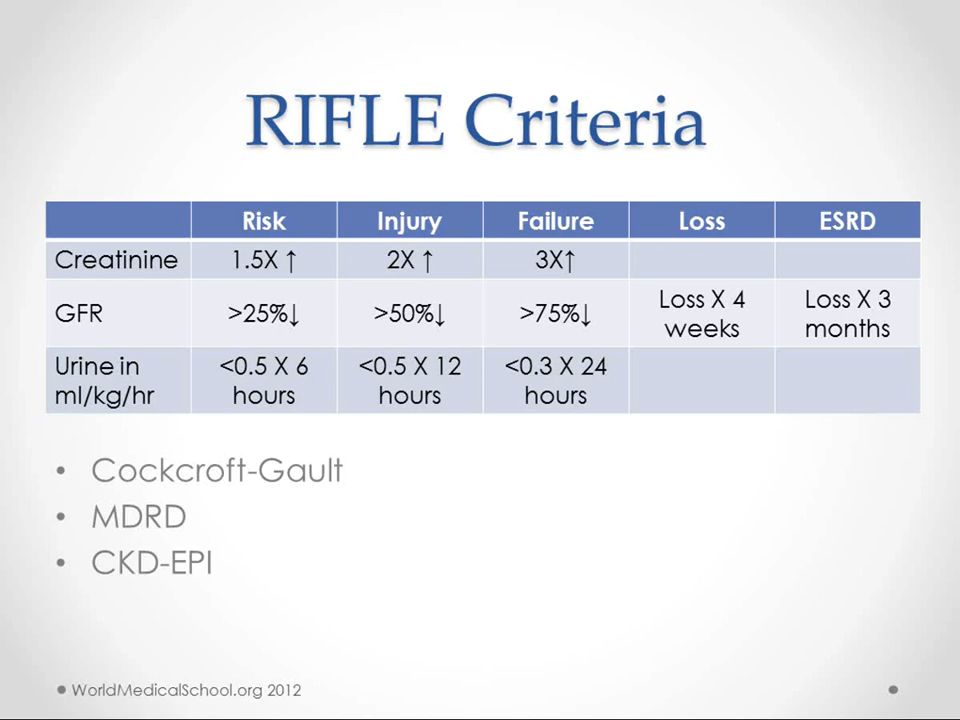 RIFLE Criteria
Risk Injury Failure Loss ESRD
Creatinine 1.5X ↑ 2X ↑ 3X↑
GFR >25%↓ >50%↓ >75%↓ Loss X 4 weeks Loss X 3 months
Urine in ml/kg/hr <0.5 X 6 hours <0.5 X 12 hours <0.3 X 24 hours
• Cockcroft-Gault
• MDRD
• CKD-EPI
WorldMedicalSchool.org 2012